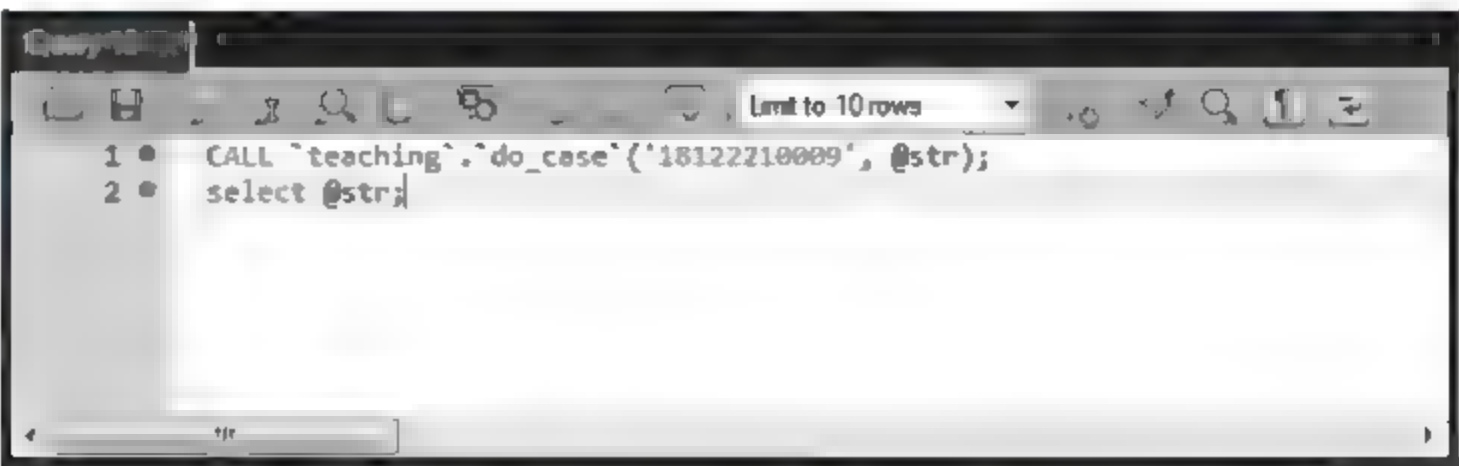 Limit to 10 rows
1 CALL `teaching`.`do_case`('18122210009', @str);
2 select @str;